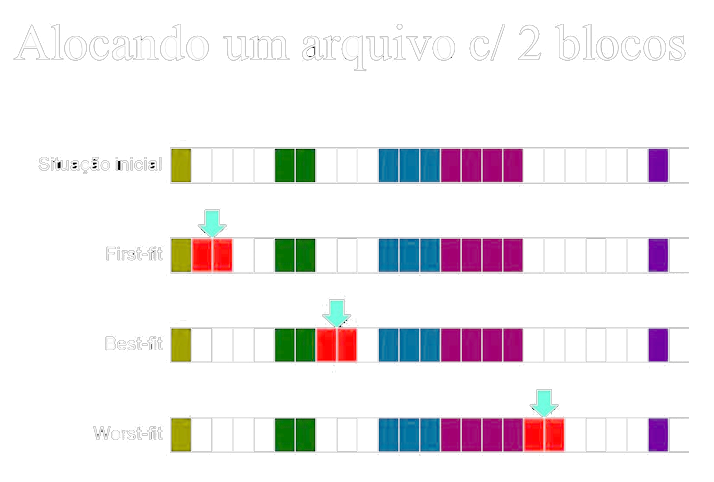 Alocando um arquivo c/ 2 blocos
Situação inicial
First-fit
Best-fit
Worst-fit